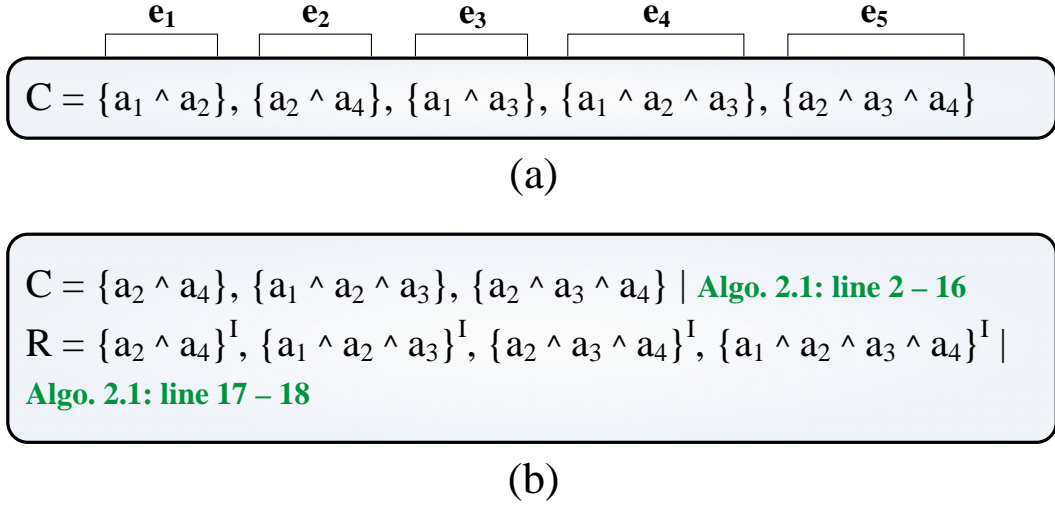 e₁ e₂ e₃ e₄ e₅
C = {a₁ ^ a₂}, {a₂ ^ a₄}, {a₁ ^ a₃}, {a₁ ^ a₂ ^ a₃}, {a₂ ^ a₃ ^ a₄}
(a)
C = {a₂ ^ a₄}, {a₁ ^ a₂ ^ a₃}, {a₂ ^ a₃ ^ a₄} | Algo. 2.1: line 2 – 16
R = {a₂ ^ a₄}ᴵ, {a₁ ^ a₂ ^ a₃}ᴵ, {a₂ ^ a₃ ^ a₄}ᴵ, {a₁ ^ a₂ ^ a₃ ^ a₄}ᴵ |
Algo. 2.1: line 17 – 18
(b)